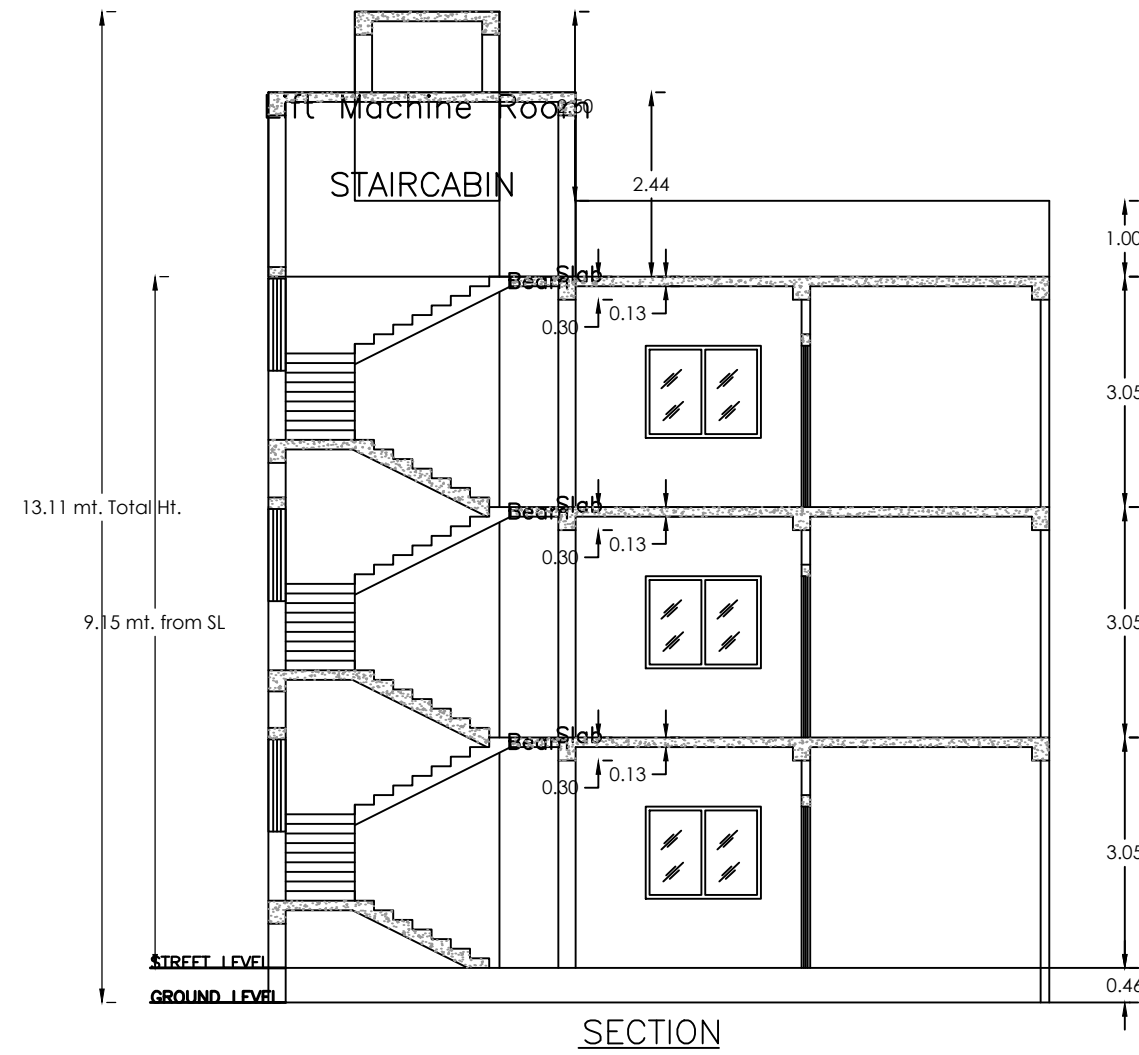 ift Machine Room
2.50
STAIRCABIN
2.44
1.00
Slab
Beam
0.30
0.13
3.05
13.11 mt. Total Ht.
Slab
Beam
0.30
0.13
3.05
9.15 mt. from SL
Slab
Beam
0.30
0.13
3.05
STREET LEVEL
GROUND LEVEL
0.46
SECTION